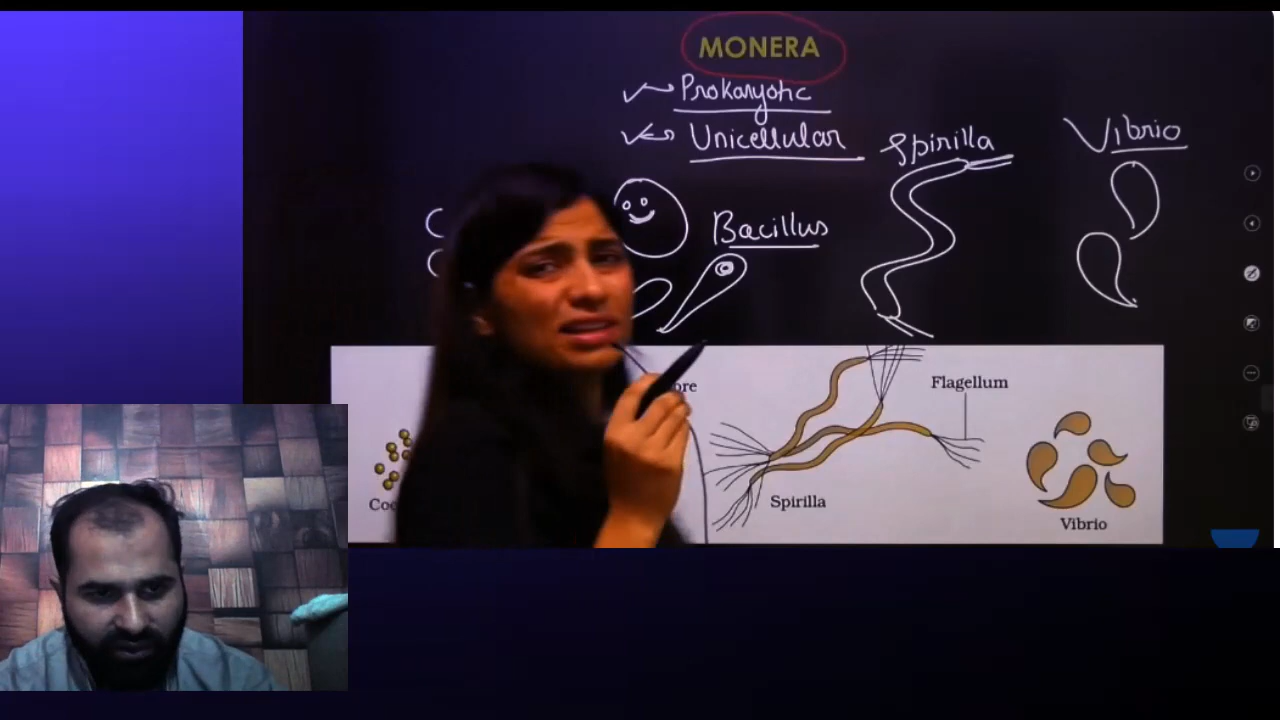 MONERA
Prokaryotic
Unicellular
Spirilla
Vibrio
Bacillus
Flagellum
Spirilla
Vibrio